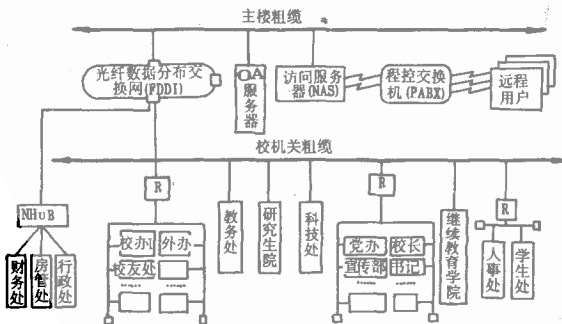 主楼粗缆
光纤数据分布交
换网(FDDI)
OA
服务器
访问服务
器(NAS)
程控交换
机(PABX)
远程
用户
校机关粗缆
NHuB
R
R
R
财务处
房管处
行政处
校办
外办
校友处
......
......
教务处
研究生院
科技处
党办
校长
宣传部
书记
......
......
继续教育学院
人事处
学生处